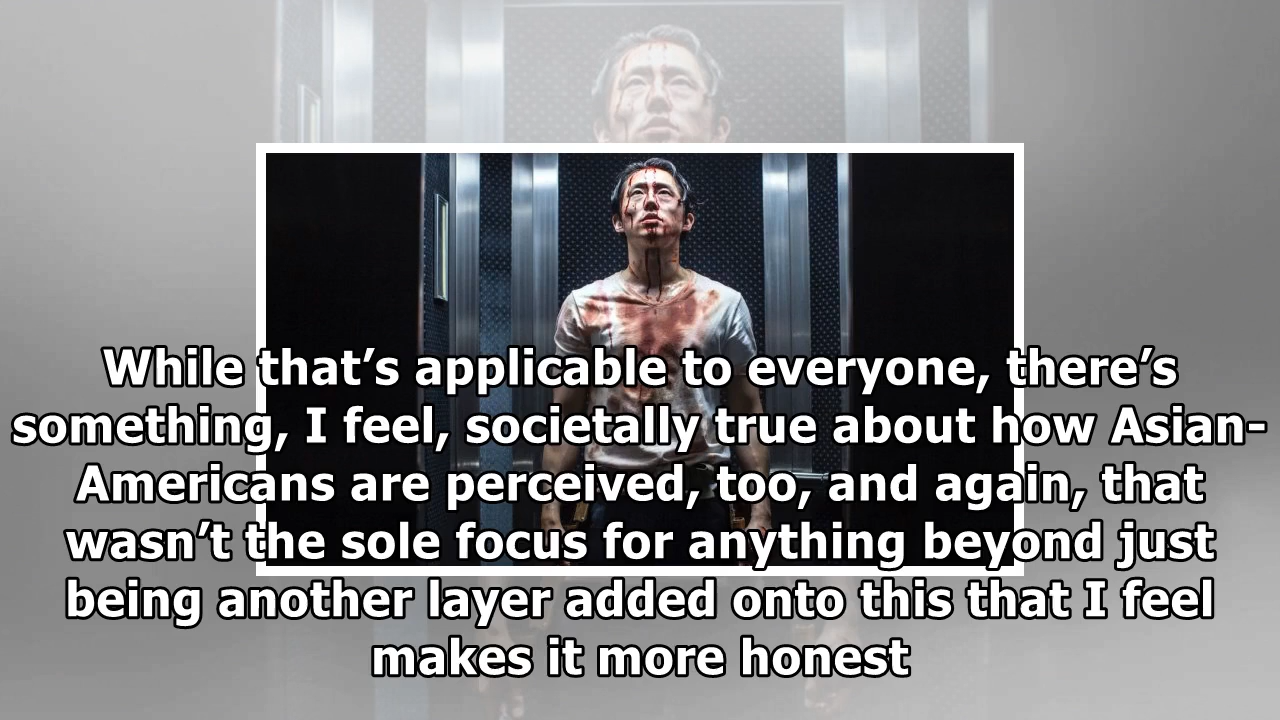 While that’s applicable to everyone, there’s
something, I feel, societally true about how Asian-
Americans are perceived, too, and again, that
wasn’t the sole focus for anything beyond just
being another layer added onto this that I feel
makes it more honest